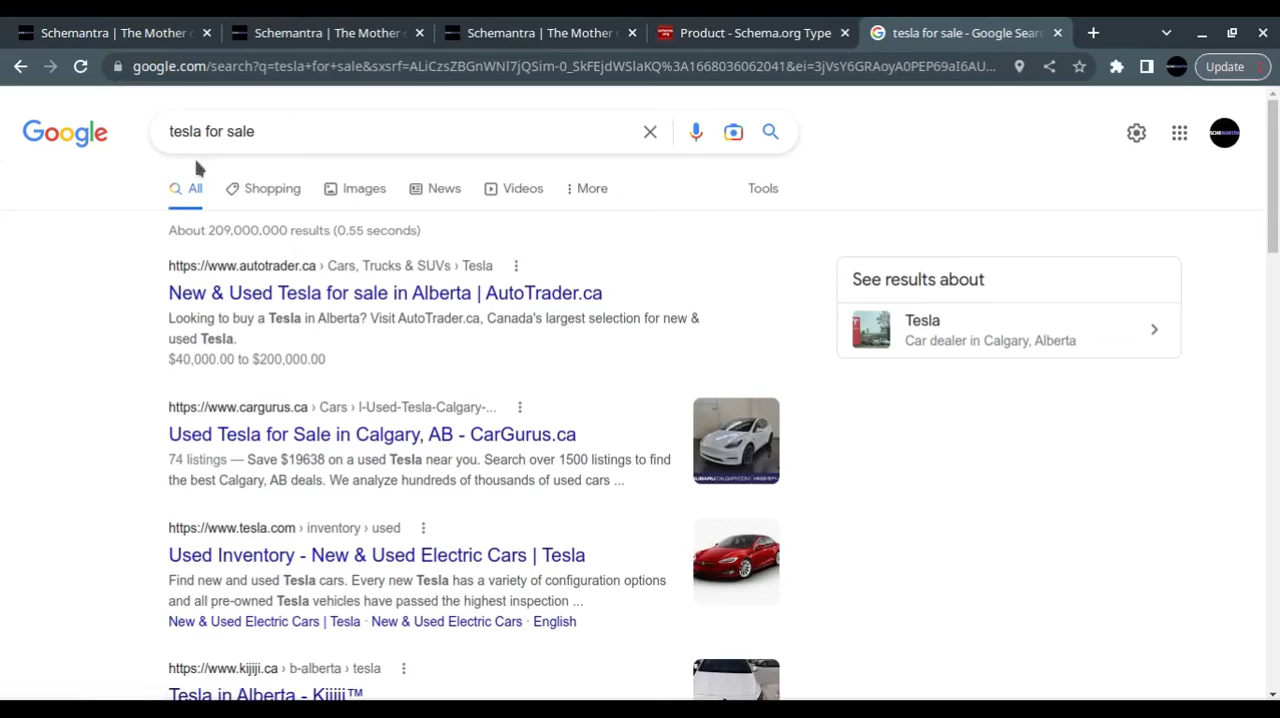 Schemantra | The Mother
Schemantra | The Mother
Schemantra | The Mother
Product - Schema.org Type
tesla for sale - Google Sear
google.com/search?q=tesla+for+sale&sxsrf=ALiCzsZBGnWNl7jQSim-0_SkFEjdWSlaKQ%3A1668036062041&ei=3jVsY6GRAoyA0PEP69aI6AU...
Update
Google
tesla for sale
SCHEMANTRA
All
Shopping
Images
News
Videos
More
Tools
About 209,000,000 results (0.55 seconds)
https://www.autotrader.ca › Cars, Trucks & SUVs › Tesla
New & Used Tesla for sale in Alberta | AutoTrader.ca
Looking to buy a Tesla in Alberta? Visit AutoTrader.ca, Canada's largest selection for new &
used Tesla.
$40,000.00 to $200,000.00
See results about
Tesla
Car dealer in Calgary, Alberta
https://www.cargurus.ca › Cars › l-Used-Tesla-Calgary-...
Used Tesla for Sale in Calgary, AB - CarGurus.ca
74 listings — Save $19638 on a used Tesla near you. Search over 1500 listings to find
the best Calgary, AB deals. We analyze hundreds of thousands of used cars ...
https://www.tesla.com › inventory › used
Used Inventory - New & Used Electric Cars | Tesla
Find new and used Tesla cars. Every new Tesla has a variety of configuration options
and all pre-owned Tesla vehicles have passed the highest inspection ...
New & Used Electric Cars | Tesla · New & Used Electric Cars · English
https://www.kijiji.ca › b-alberta › tesla
Tesla in Alberta - Kijiji™